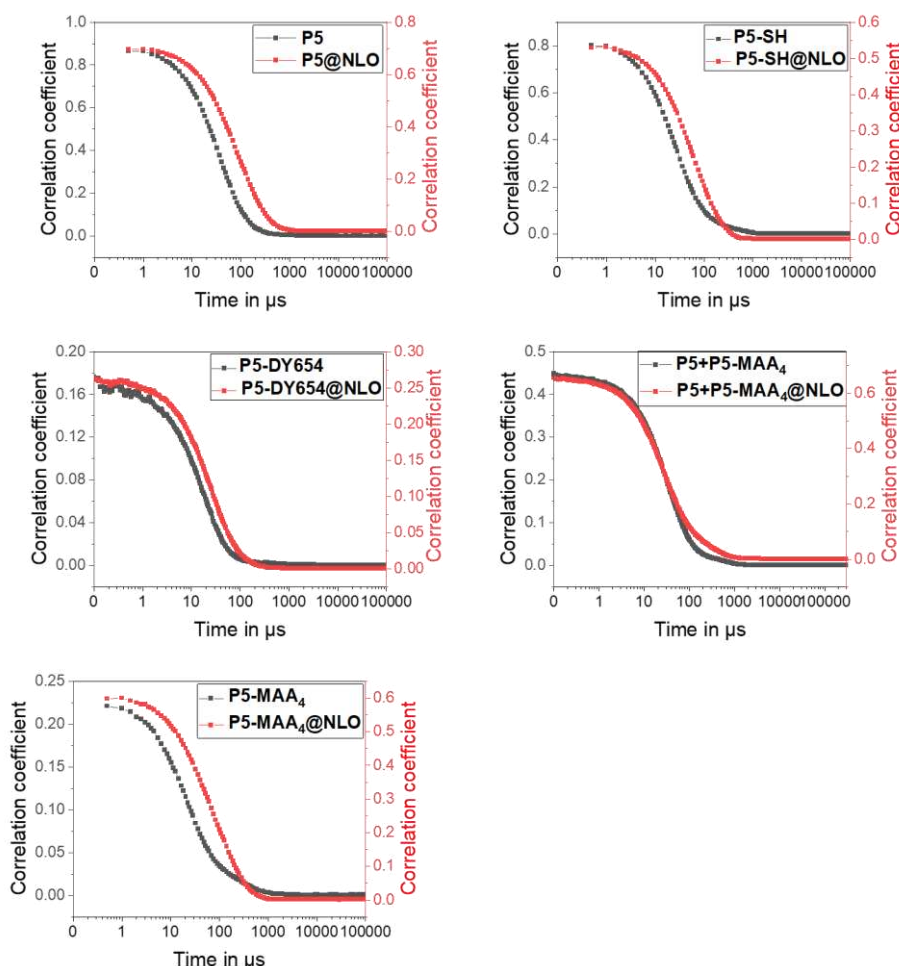 Correlation coefficient
1.0
0.8
0.6
0.4
0.2
0.0
P5
P5@NLO
0.8
0.6
0.4
0.2
0.0
Correlation coefficient
0 1 10 100 1000 10000 100000
Time in µs
Correlation coefficient
0.8
0.6
0.4
0.2
0.0
P5-SH
P5-SH@NLO
0.6
0.5
0.4
0.3
0.2
0.1
0.0
Correlation coefficient
0 1 10 100 1000 10000 100000
Time in µs
Correlation coefficient
0.20
0.16
0.12
0.08
0.04
0.00
P5-DY654
P5-DY654@NLO
0.30
0.25
0.20
0.15
0.10
0.05
0.00
Correlation coefficient
0 1 10 100 1000 10000 100000
Time in µs
Correlation coefficient
0.5
0.4
0.3
0.2
0.1
0.0
P5+P5-MAA₄
P5+P5-MAA₄@NLO
0.6
0.4
0.2
0.0
Correlation coefficient
0 1 10 100 1000 10000 100000
Time in µs
Correlation coefficient
0.25
0.20
0.15
0.10
0.05
0.00
P5-MAA₄
P5-MAA₄@NLO
0.6
0.5
0.4
0.3
0.2
0.1
0.0
Correlation coefficient
0 1 10 100 1000 10000 100000
Time in µs